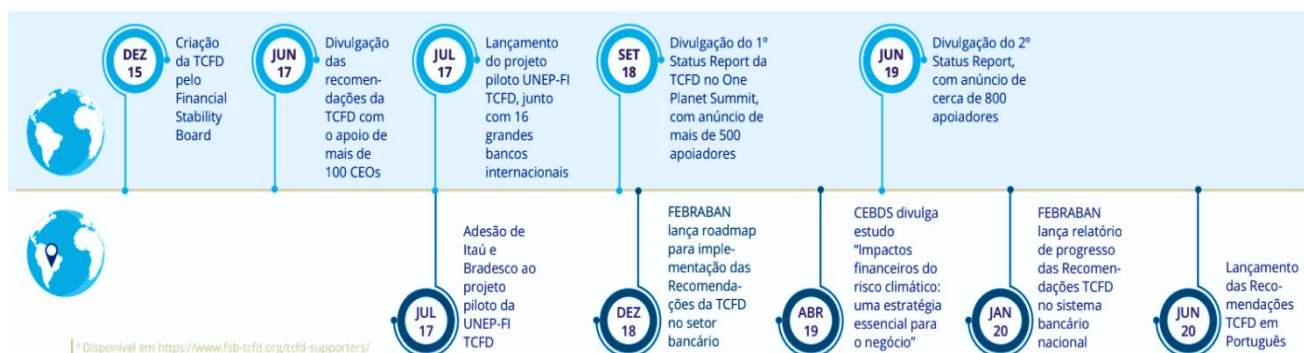 DEZ
15
Criação
da TCFD
pelo
Financial
Stability
Board
JUN
17
Divulgação
das
recomen-
dações da
TCFD com
o apoio de
mais de
100 CEOs
JUL
17
Lançamento
do projeto
piloto UNEP-FI
TCFD, junto
com 16
grandes
bancos
internacionais
SET
18
Divulgação do 1º
Status Report da
TCFD no One
Planet Summit,
com anúncio de
mais de 500
apoiadores
JUN
19
Divulgação do 2º
Status Report,
com anúncio de
cerca de 800
apoiadores
JUL
17
Adesão de
Itaú e
Bradesco ao
projeto
piloto da
UNEP-FI
TCFD
DEZ
18
FEBRABAN
lança roadmap
para imple-
mentação das
Recomenda-
ções da TCFD
no setor
bancário
ABR
19
CEBDS divulga
estudo
“Impactos
financeiros do
risco climático:
uma estratégia
essencial para
o negócio”
JAN
20
FEBRABAN
lança relatório
de progresso
das Recomen-
dações TCFD
no sistema
bancário
nacional
JUN
20
Lançamento
das Reco-
mendações
TCFD em
Português
Disponível em https://www.fsb-tcfd.org/tcfd-supporters/